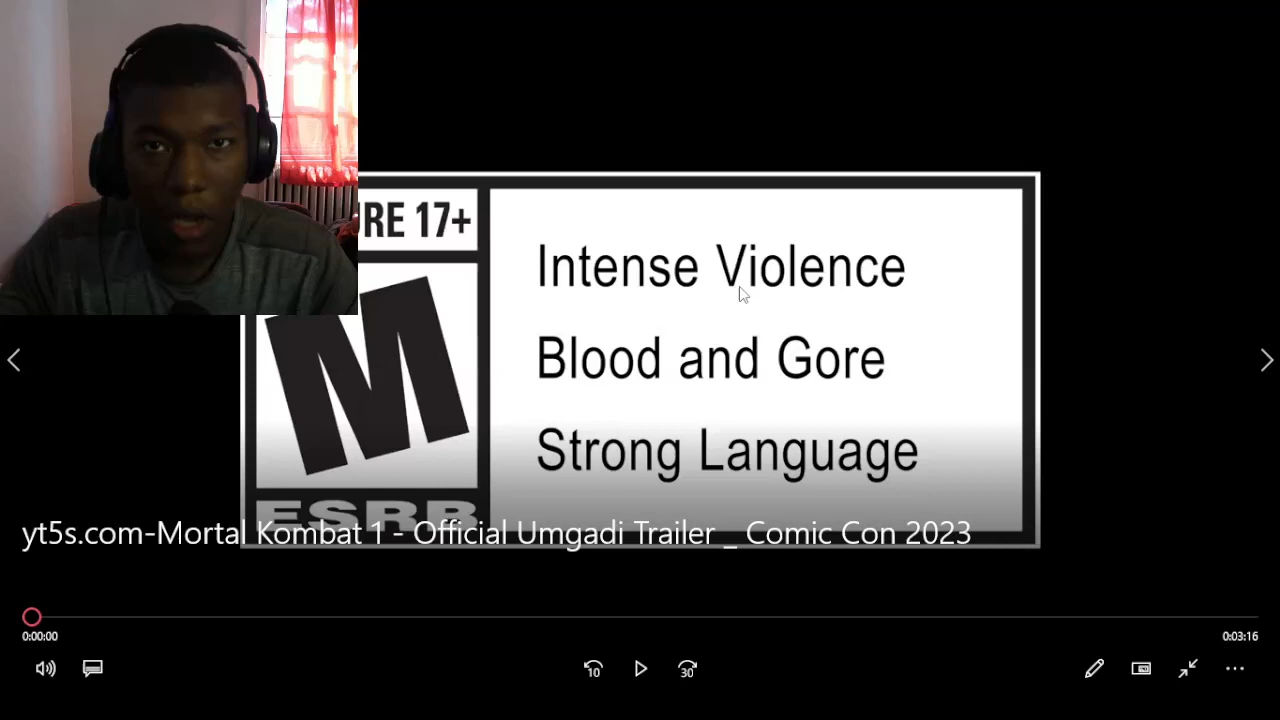 RE 17+
Intense Violence
Blood and Gore
Strong Language
M
ESRB
yt5s.com-Mortal Kombat 1 - Official Umgadi Trailer _ Comic Con 2023
0:00:00
0:03:16
10
30